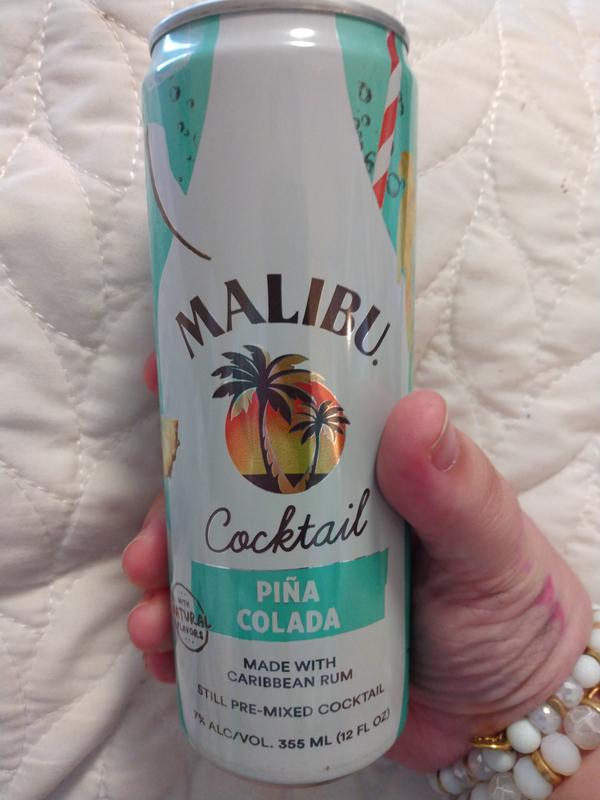 MALIBU
Cocktail
PIÑA
COLADA
WITH
NATURAL
FLAVORS
MADE WITH
CARIBBEAN RUM
STILL PRE-MIXED COCKTAIL
7% ALC/VOL. 355 ML (12 FL OZ)